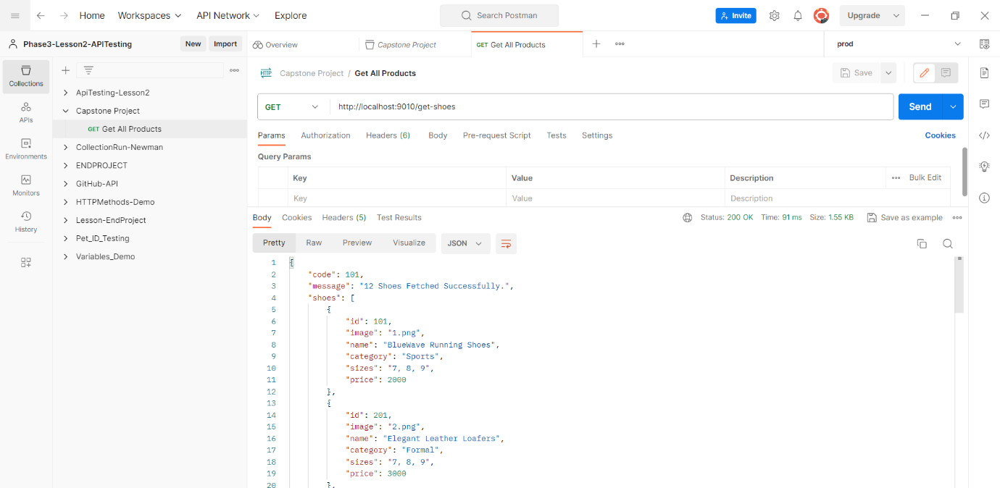 Home Workspaces API Network Explore Search Postman Invite Upgrade
Phase3-Lesson2-APITesting New Import Overview Capstone Project GET Get All Products prod
Collections
APIs
Environments
Monitors
History
ApiTesting-Lesson2
Capstone Project
GET Get All Products
CollectionRun-Newman
ENDPROJECT
GitHub-API
HTTPMethods-Demo
Lesson-EndProject
Pet_ID_Testing
Variables_Demo
HTTP Capstone Project / Get All Products Save
GET http://localhost:9010/get-shoes Send
Params Authorization Headers (6) Body Pre-request Script Tests Settings Cookies
Query Params
Key Value Description Bulk Edit
Key Value Description
Body Cookies Headers (5) Test Results Status: 200 OK Time: 91 ms Size: 1.55 KB Save as example
Pretty Raw Preview Visualize JSON
1 {
2 "code": 101,
3 "message": "12 Shoes Fetched Successfully.",
4 "shoes": [
5 {
6 "id": 101,
7 "image": "1.png",
8 "name": "BlueWave Running Shoes",
9 "category": "Sports",
10 "sizes": "7, 8, 9",
11 "price": 2000
12 },
13 {
14 "id": 201,
15 "image": "2.png",
16 "name": "Elegant Leather Loafers",
17 "category": "Formal",
18 "sizes": "7, 8, 9",
19 "price": 3000
20 },